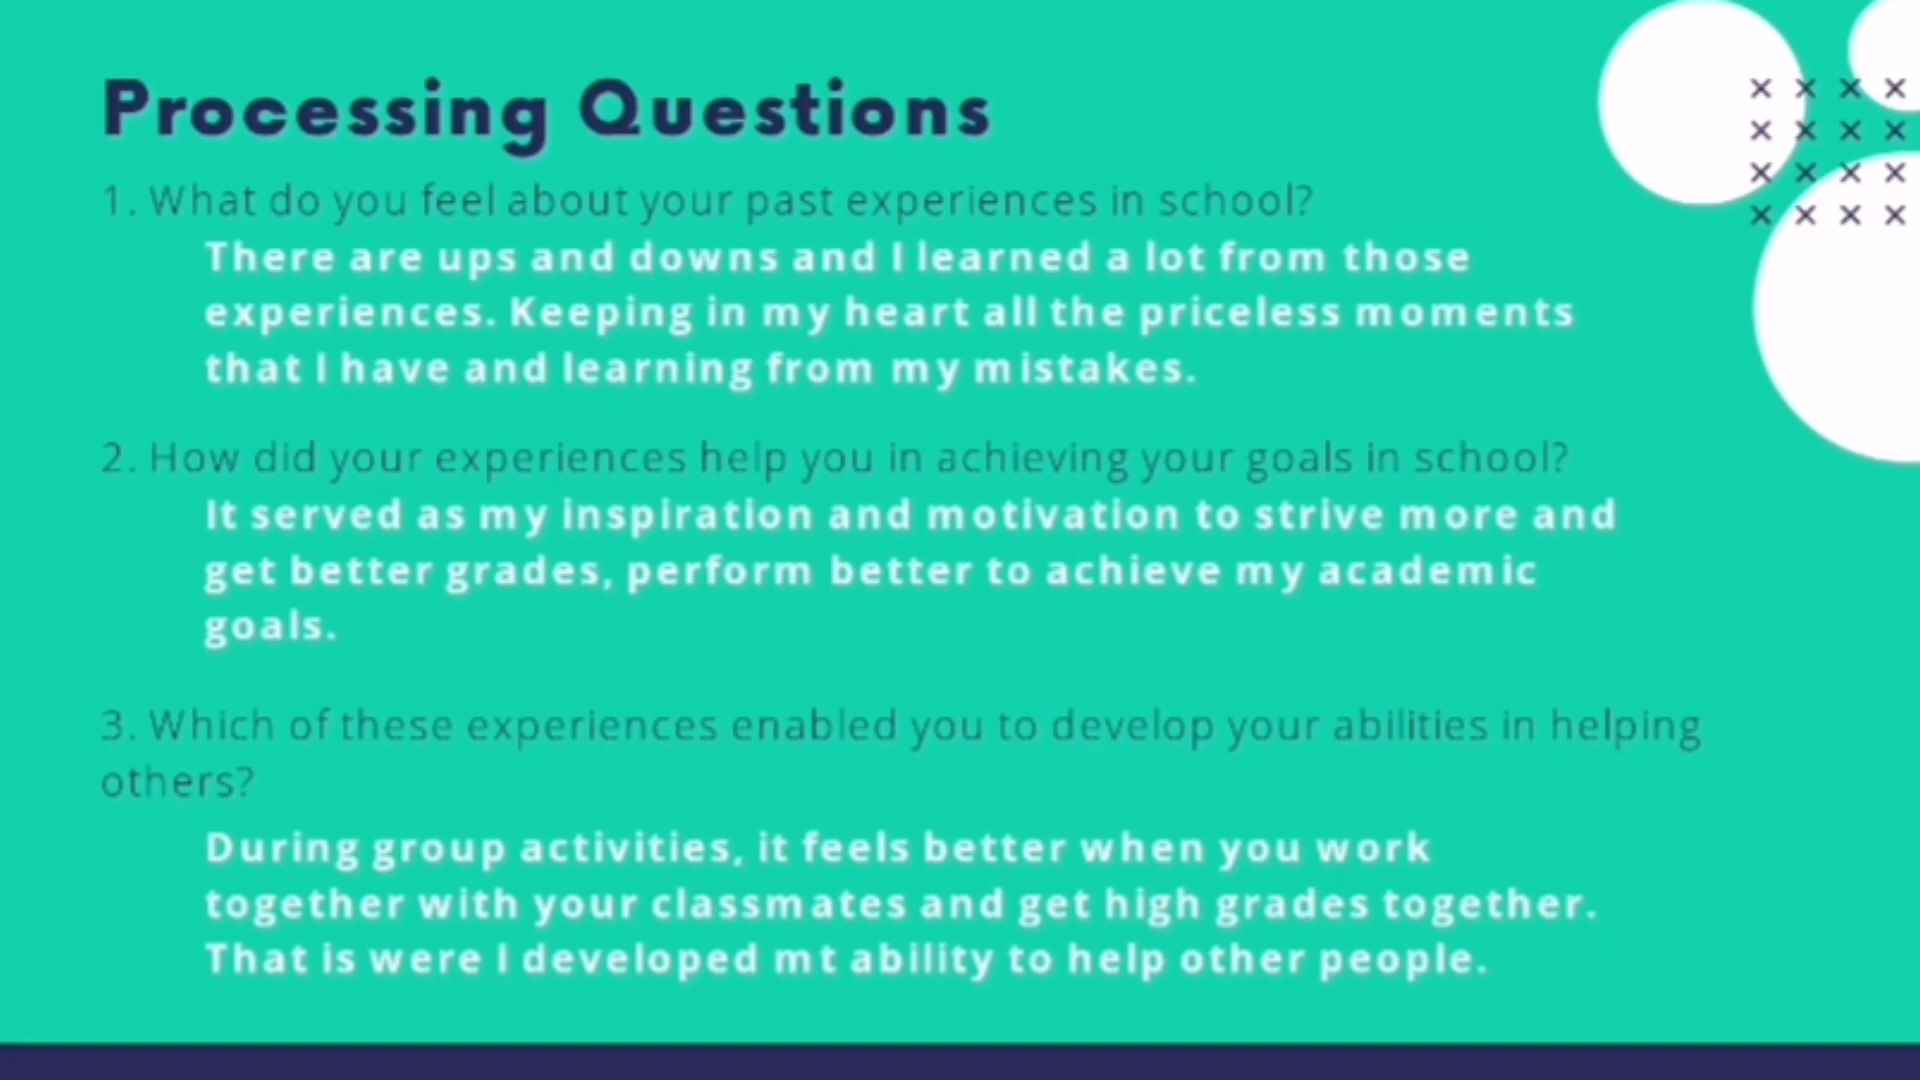 Processing Questions
1. What do you feel about your past experiences in school?
There are ups and downs and I learned a lot from those
experiences. Keeping in my heart all the priceless moments
that I have and learning from my mistakes.
2. How did your experiences help you in achieving your goals in school?
It served as my inspiration and motivation to strive more and
get better grades, perform better to achieve my academic
goals.
3. Which of these experiences enabled you to develop your abilities in helping
others?
During group activities, it feels better when you work
together with your classmates and get high grades together.
That is were I developed mt ability to help other people.